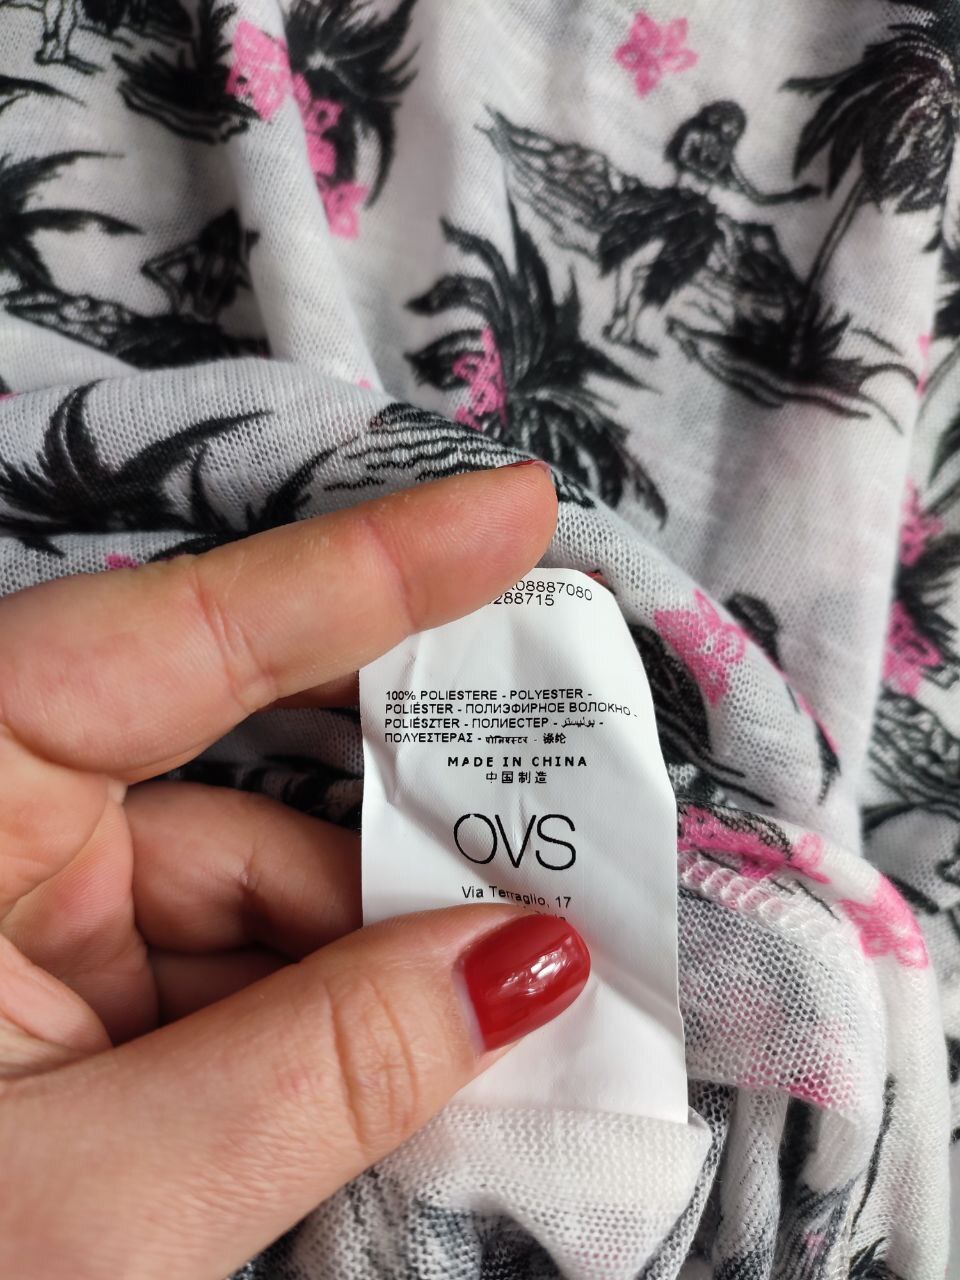 08887080
288715
100% POLIESTERE - POLYESTER -
POLIÉSTER - ПОЛИЭФИРНОЕ ВОЛОКНО -
POLIÉSZTER - ПОЛИЕСТЕР - پولیستر -
ΠΟΛΥΕΣΤΕΡΑΣ - पोलिएस्टर - 涤纶
MADE IN CHINA
中国制造
OVS
Via Terraglio, 17